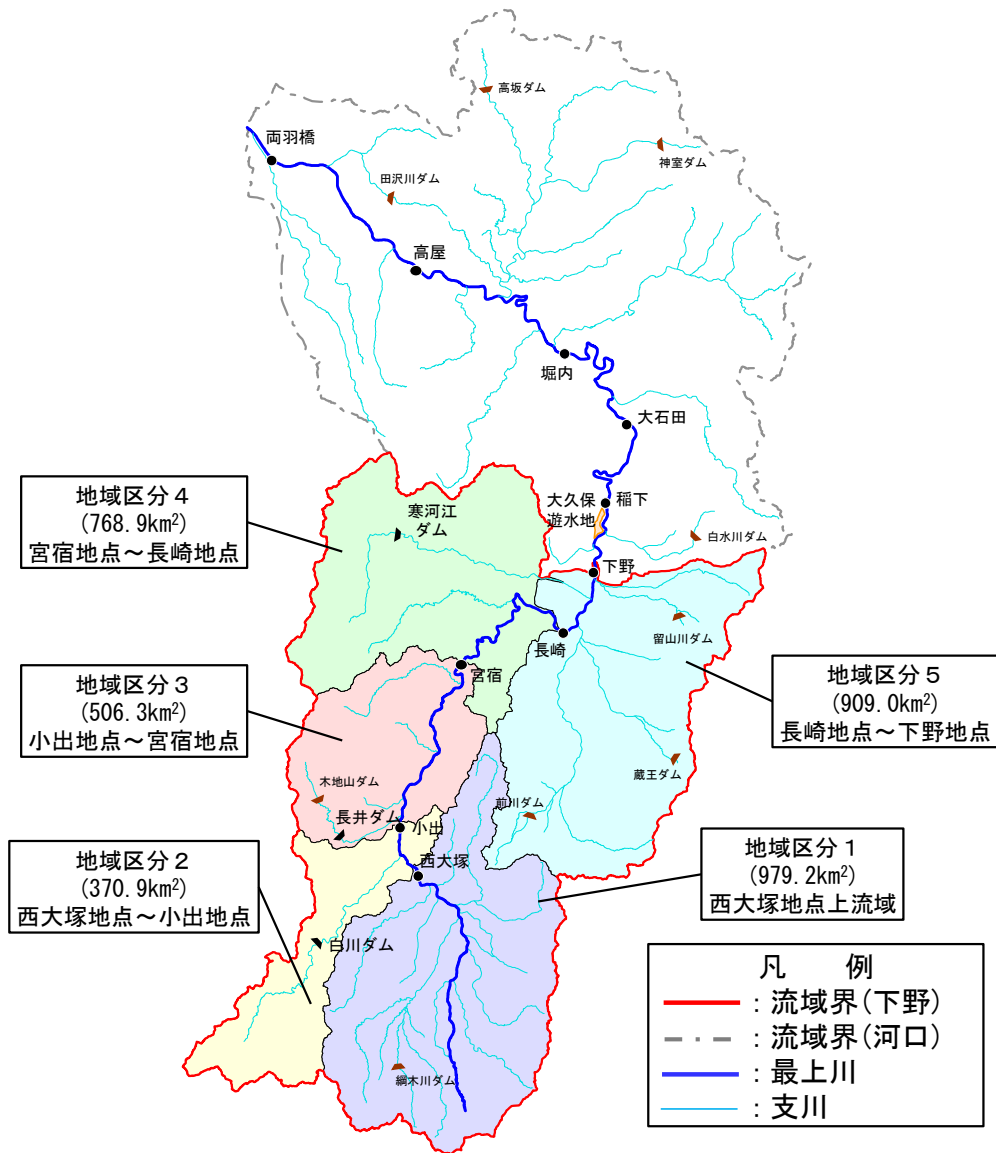 高坂ダム
両羽橋
神室ダム
田沢川ダム
高屋
堀内
大石田
地域区分4
(768.9km²)
宮宿地点～長崎地点
寒河江
ダム
大久保
遊水地
稲下
白水川ダム
下野
留山川ダム
長崎
宮宿
地域区分3
(506.3km²)
小出地点～宮宿地点
地域区分5
(909.0km²)
長崎地点～下野地点
蔵王ダム
木地山ダム
前川ダム
長井ダム
小出
地域区分2
(370.9km²)
西大塚地点～小出地点
西大塚
地域区分1
(979.2km²)
西大塚地点上流域
白川ダム
綱木川ダム
凡 例
：流域界(下野)
：流域界(河口)
：最上川
：支川